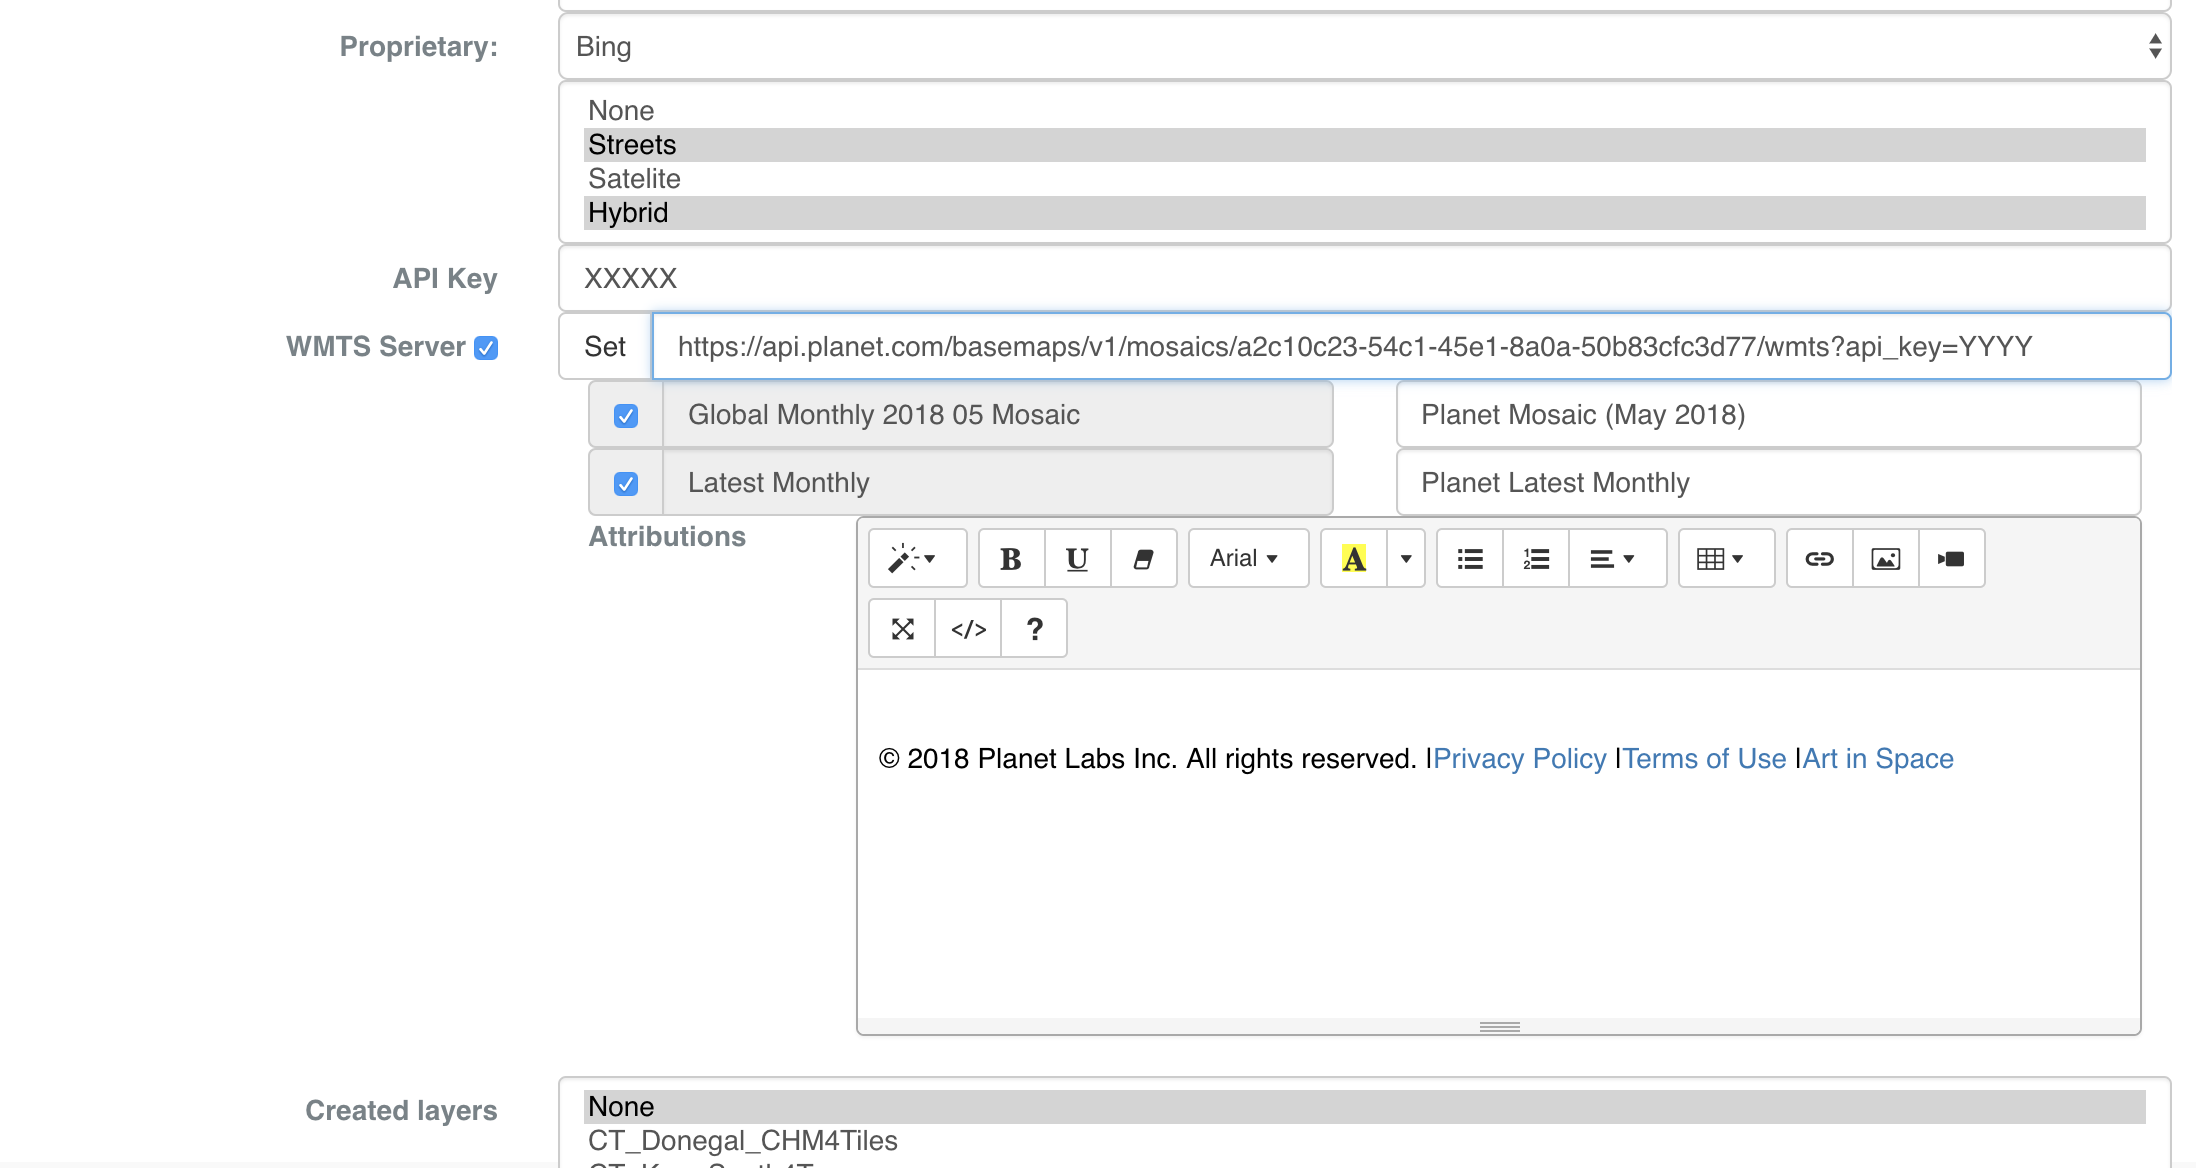 Proprietary: Bing
None
Streets
Satelite
Hybrid
API Key XXXXX
WMTS Server Set https://api.planet.com/basemaps/v1/mosaics/a2c10c23-54c1-45e1-8a0a-50b83cfc3d77/wmts?api_key=YYYY
Global Monthly 2018 05 Mosaic Planet Mosaic (May 2018)
Latest Monthly Planet Latest Monthly
Attributions
B U Arial A
</> ?
© 2018 Planet Labs Inc. All rights reserved. |Privacy Policy |Terms of Use |Art in Space
Created layers None
CT_Donegal_CHM4Tiles